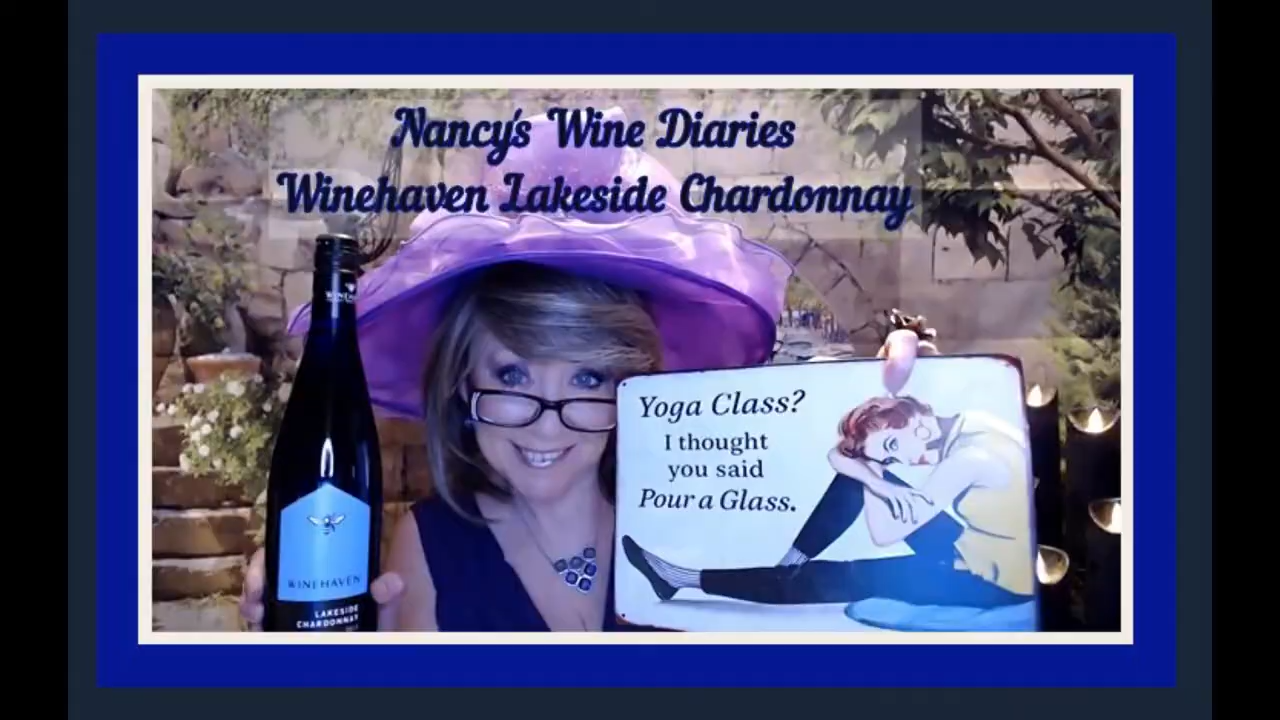 Nancy's Wine Diaries
Winehaven Lakeside Chardonnay
Yoga Class?
I thought
you said
Pour a Glass.
WINEHAVEN
LAKESIDE
CHARDONNAY